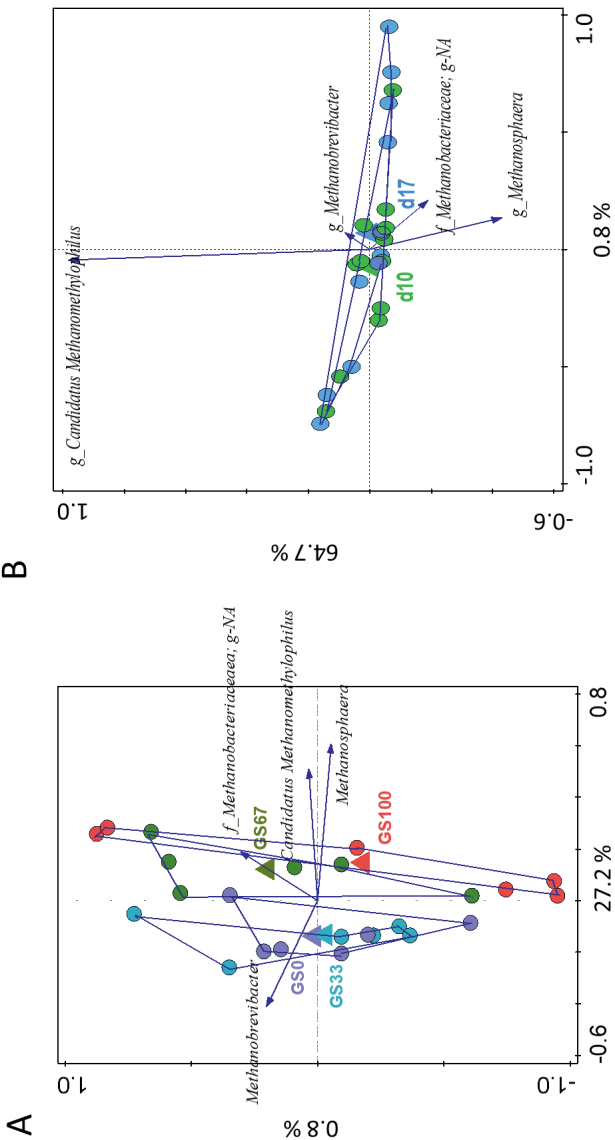 A
1.0
-1.0
0.8 %
-0.6
0.8
27.2 %
Methanobrevibacter
f_Methanobacteriaceaea; g-NA
Candidatus Methanomethylophilus
Methanosphaera
GS0
GS33
GS67
GS100
B
1.0
-0.6
64.7 %
-1.0
1.0
0.8 %
g_Candidatus Methanomethylophilus
g_Methanobrevibacter
f_Methanobacteriaceae; g-NA
g_Methanosphaera
d10
d17